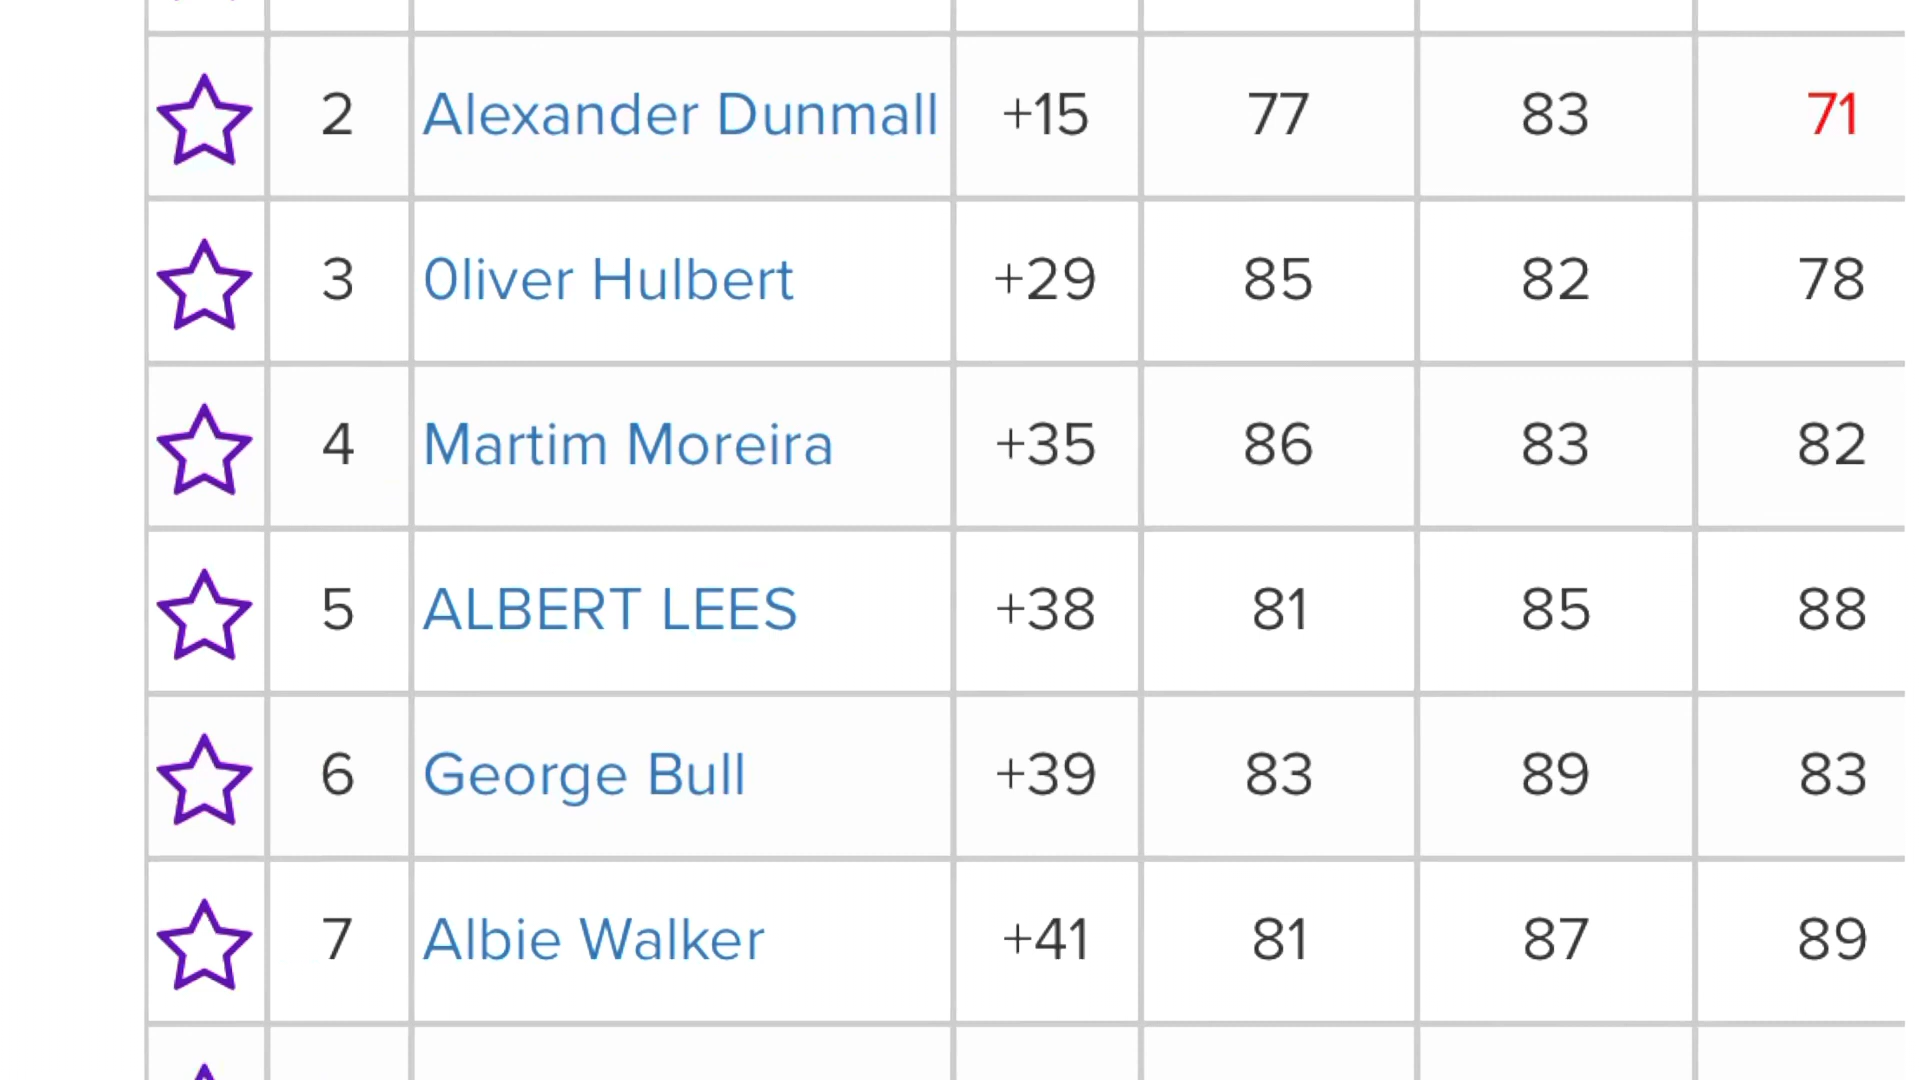 2 Alexander Dunmall +15 77 83 71
3 0liver Hulbert +29 85 82 78
4 Martim Moreira +35 86 83 82
5 ALBERT LEES +38 81 85 88
6 George Bull +39 83 89 83
7 Albie Walker +41 81 87 89